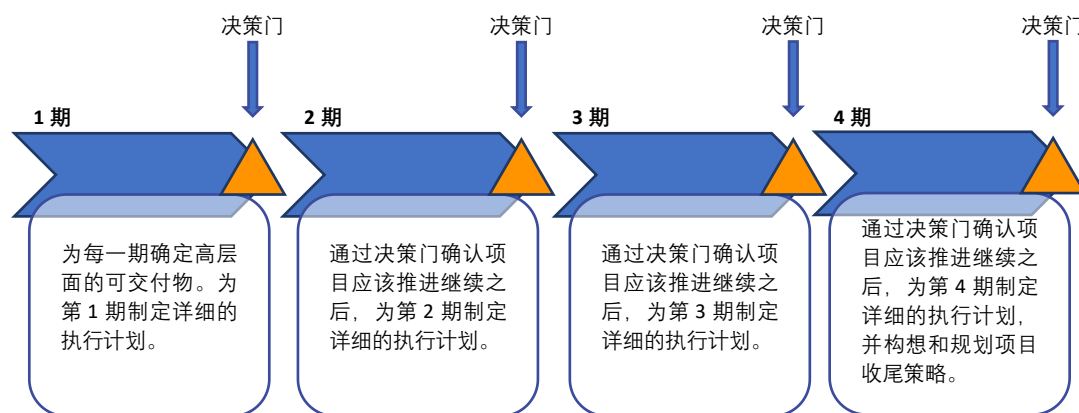 决策门
决策门
决策门
决策门
1 期
2 期
3 期
4 期
为每一期确定高层
面的可交付物。为
第 1 期制定详细的
执行计划。
通过决策门确认项
目应该推进继续之
后，为第 2 期制定
详细的执行计划。
通过决策门确认项
目应该推进继续之
后，为第 3 期制定
详细的执行计划。
通过决策门确认项
目应该推进继续之
后，为第 4 期制定
详细的执行计划,
并构想和规划项目
收尾策略。